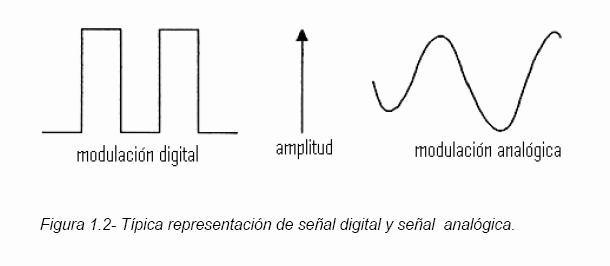 modulación digital
amplitud
modulación analógica
Figura 1.2- Típica representación de señal digital y señal  analógica.